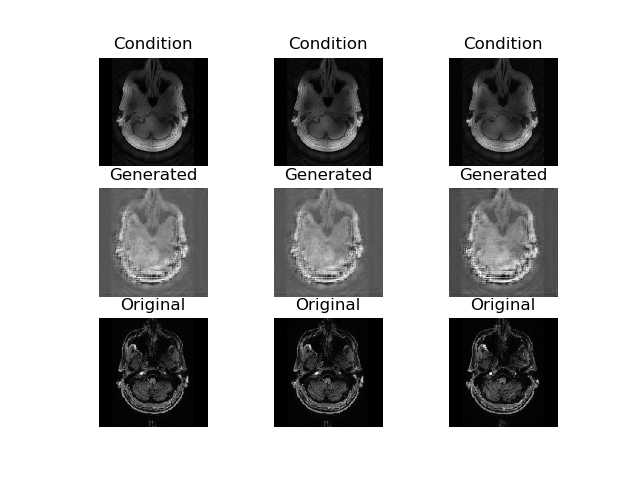 Condition Condition Condition
Generated Generated Generated
Original Original Original